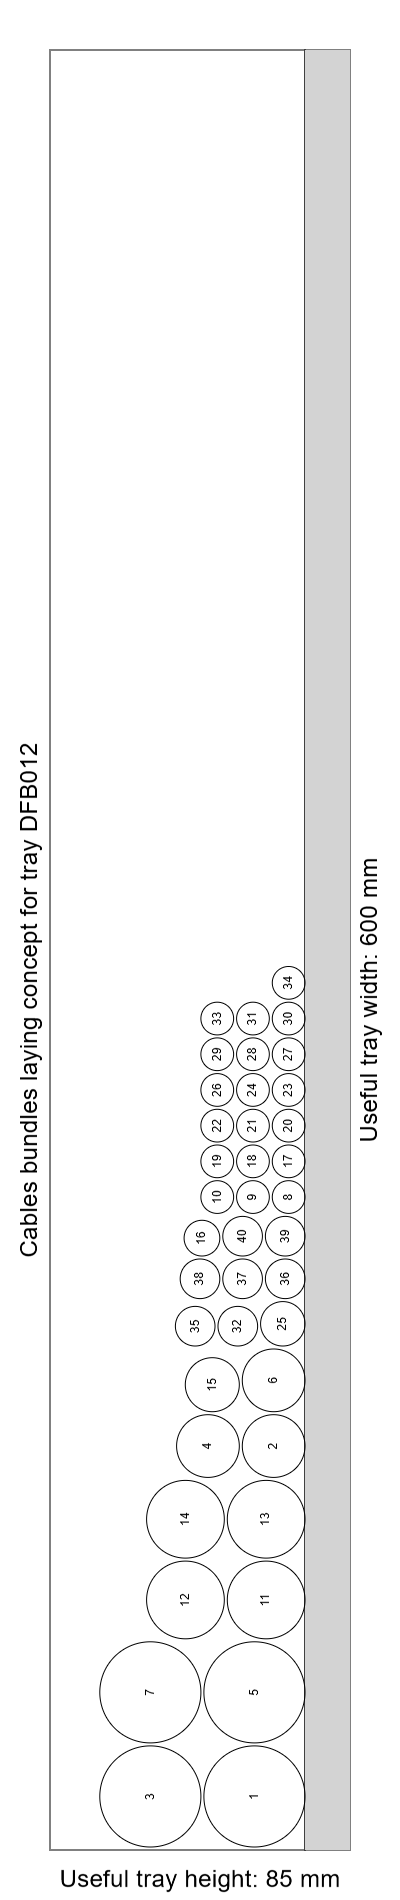 Cables bundles laying concept for tray DFB012
34
33 31 30
29 28 27
26 24 23
22 21 20
19 18 17
10 9 8
16 40 39
38 37 36
35 32 25
15 6
4 2
14 13
12 11
7 5
3 1
Useful tray width: 600 mm
Useful tray height: 85 mm